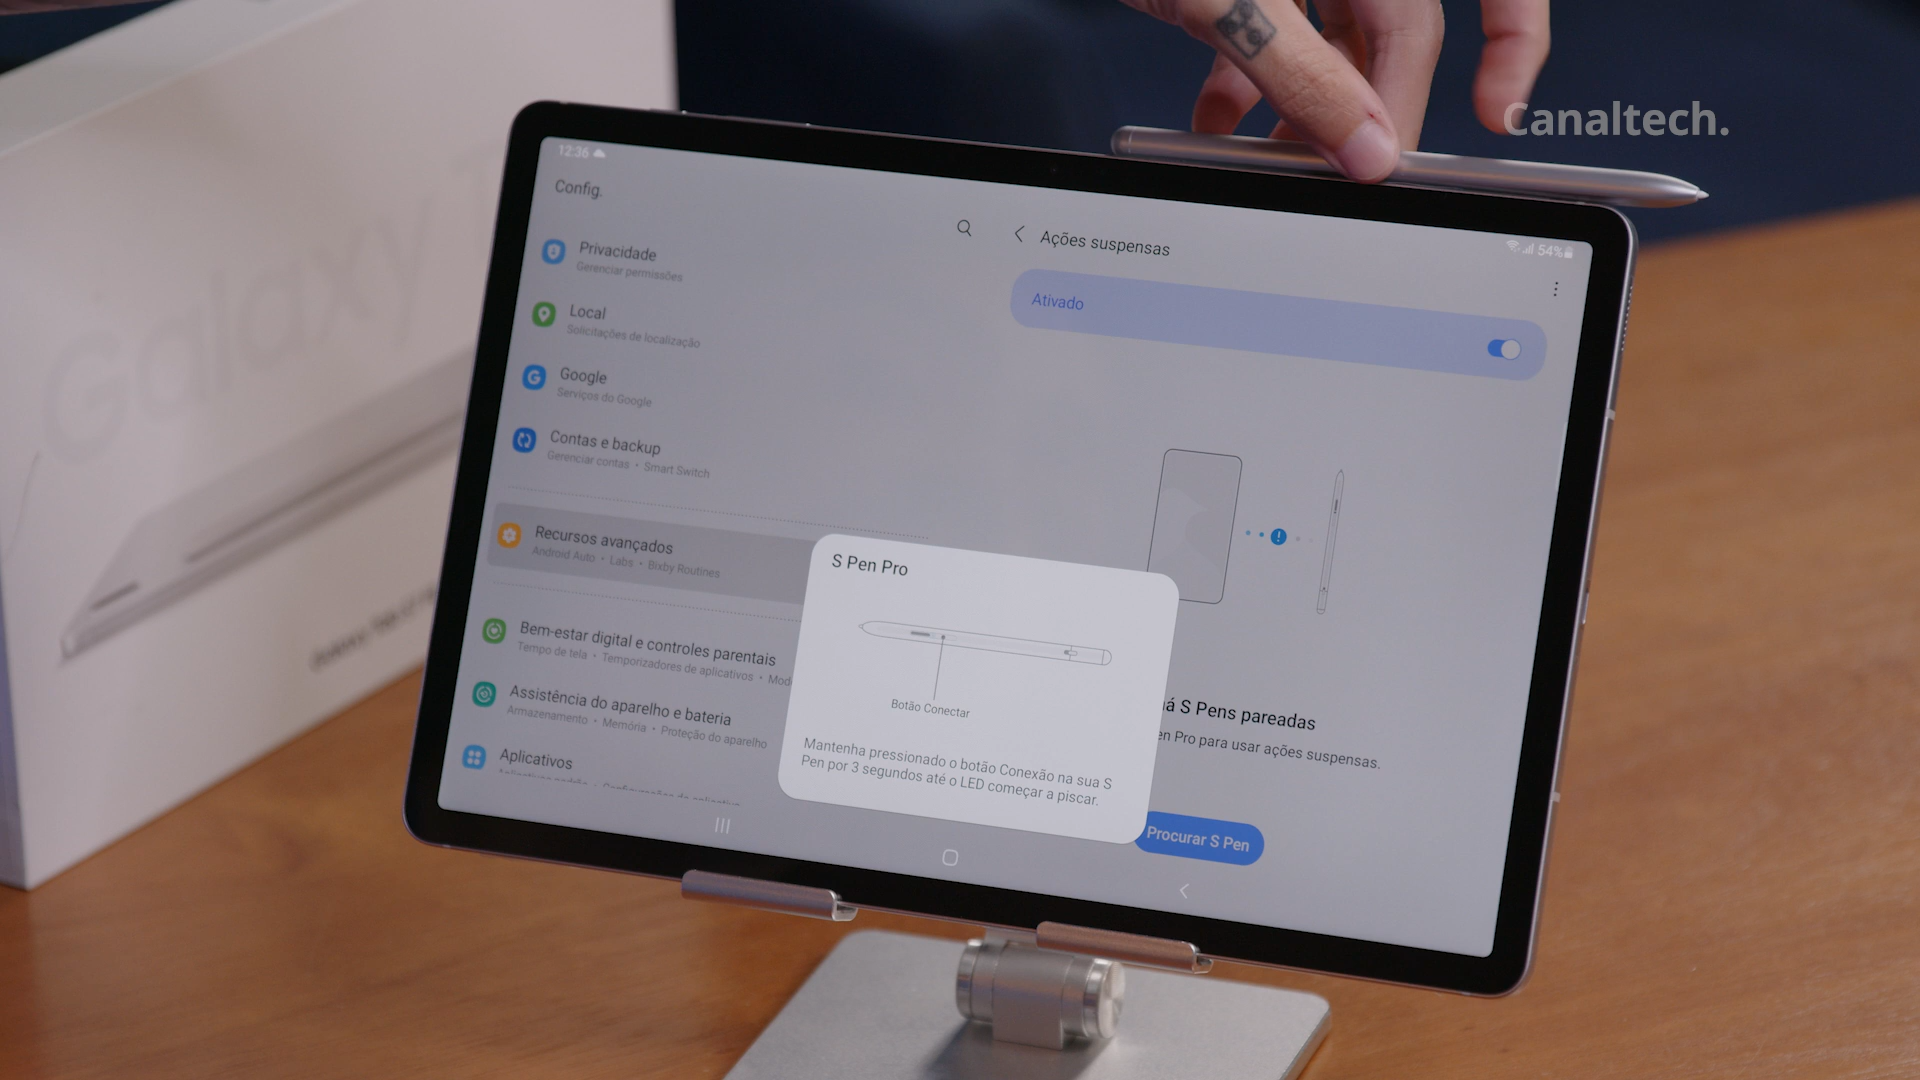 Canaltech.
Galaxy T
12:36
54%
Config.
Privacidade
Gerenciar permissões
Local
Solicitações de localização
Google
Serviços do Google
Contas e backup
Gerenciar contas • Smart Switch
Recursos avançados
Android Auto • Labs • Bixby Routines
Bem-estar digital e controles parentais
Tempo de tela • Temporizadores de aplicativos • Mod
Assistência do aparelho e bateria
Armazenamento • Memória • Proteção do aparelho
Aplicativos
Ações suspensas
Ativado
á S Pens pareadas
en Pro para usar ações suspensas.
Procurar S Pen
S Pen Pro
Botão Conectar
Mantenha pressionado o botão Conexão na sua S
Pen por 3 segundos até o LED começar a piscar.